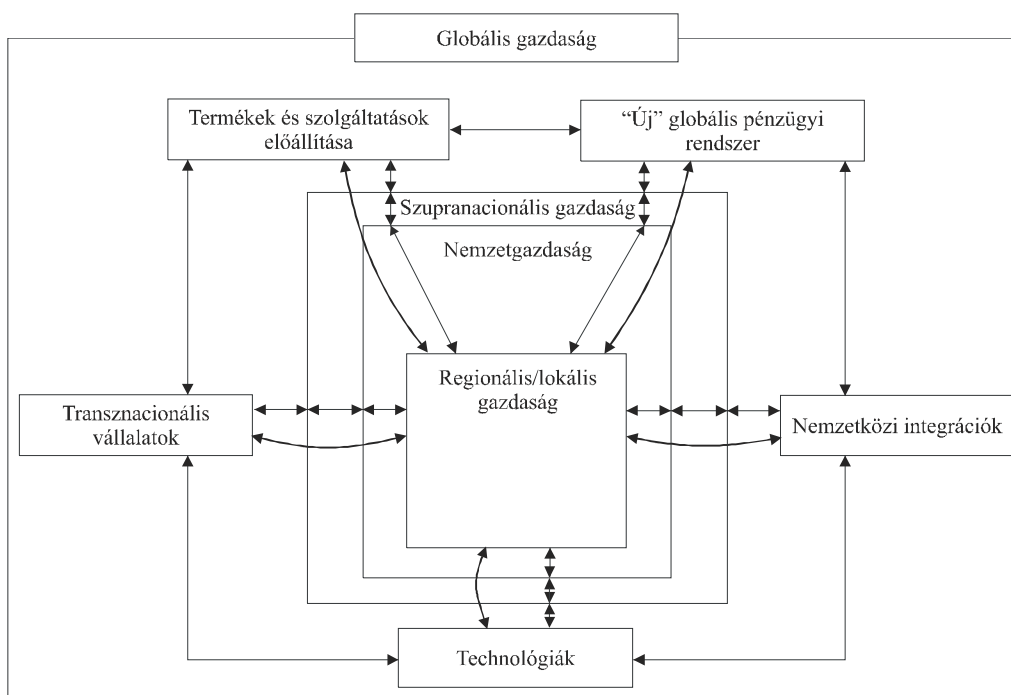 Globális gazdaság
Termékek és szolgáltatások
előállítása
“Új” globális pénzügyi
rendszer
Szupranacionális gazdaság
Nemzetgazdaság
Regionális/lokális
gazdaság
Transznacionális
vállalatok
Nemzetközi integrációk
Technológiák